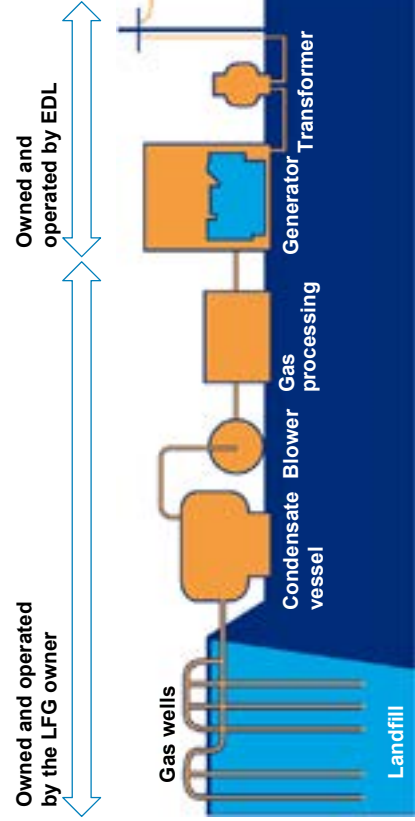 Owned and operated
by the LFG owner
Owned and
operated by EDL
Gas wells
Landfill
Condensate
vessel
Blower
Gas
processing
Generator
Transformer